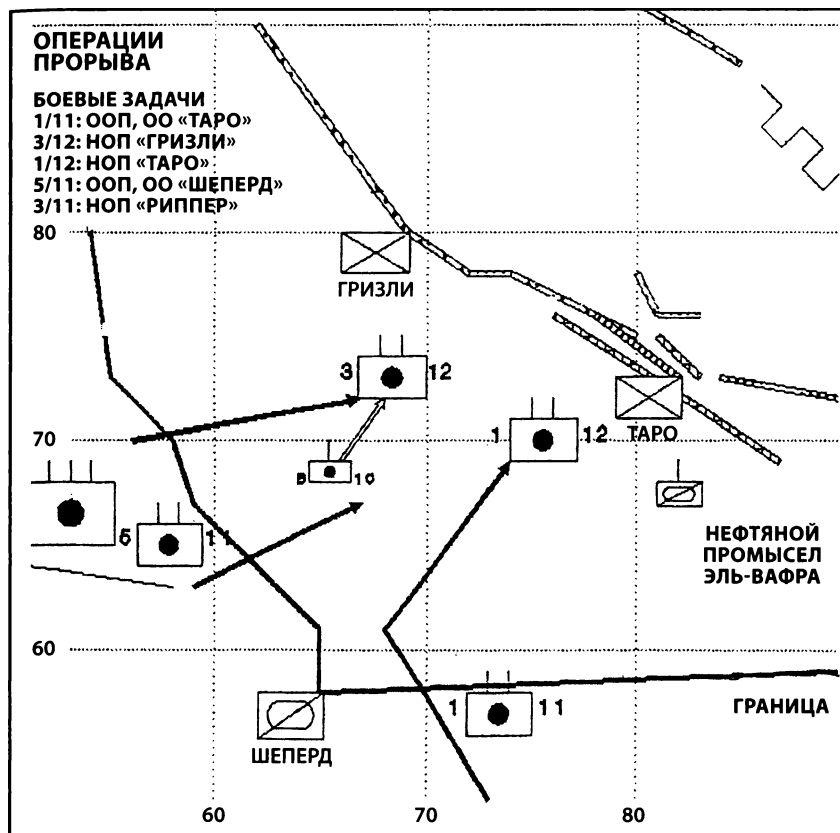 ОПЕРАЦИИ
ПРОРЫВА
БОЕВЫЕ ЗАДАЧИ
1/11: ООП, ОО «ТАРО»
3/12: НОП «ГРИЗЛИ»
1/12: НОП «ТАРО»
5/11: ООП, ОО «ШЕПЕРД»
3/11: НОП «РИППЕР»
80
ГРИЗЛИ
3 12
ТАРО
70
1 12
10
5 11
НЕФТЯНОЙ
ПРОМЫСЕЛ
ЭЛЬ-ВАФРА
60
1 11
ГРАНИЦА
ШЕПЕРД
60 70 80